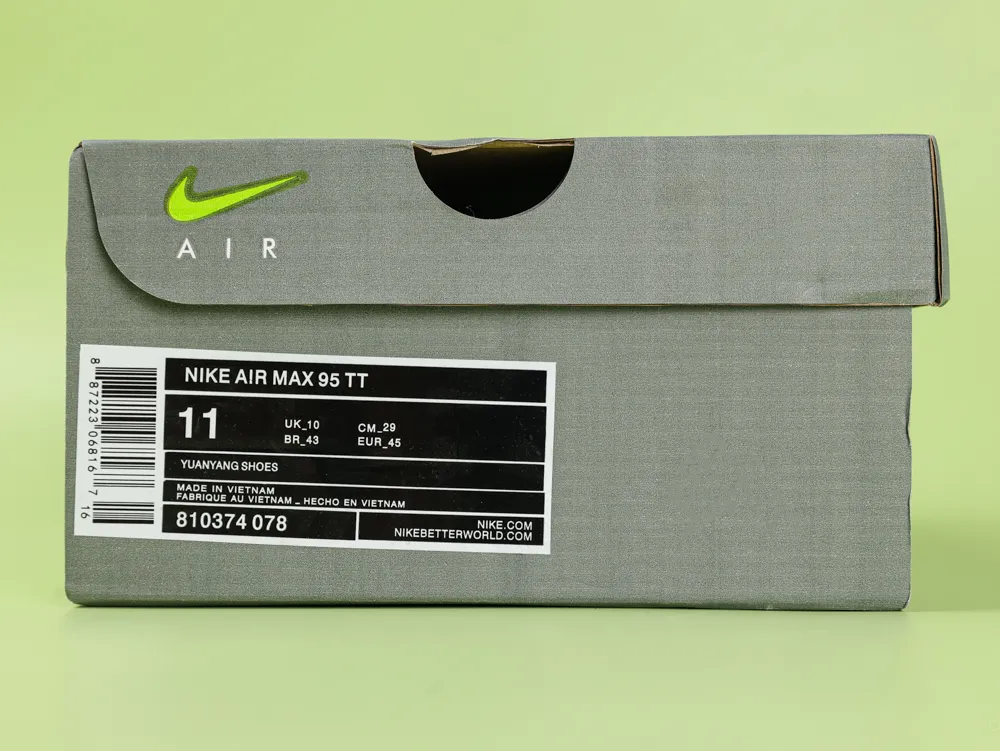 AIR
NIKE AIR MAX 95 TT
11
UK_10
CM_29
BR_43
EUR_45
YUANYANG SHOES
MADE IN VIETNAM
FABRIQUE AU VIETNAM _ HECHO EN VIETNAM
810374 078
NIKE.COM
NIKEBETTERWORLD.COM
8 87223 06816 7 16